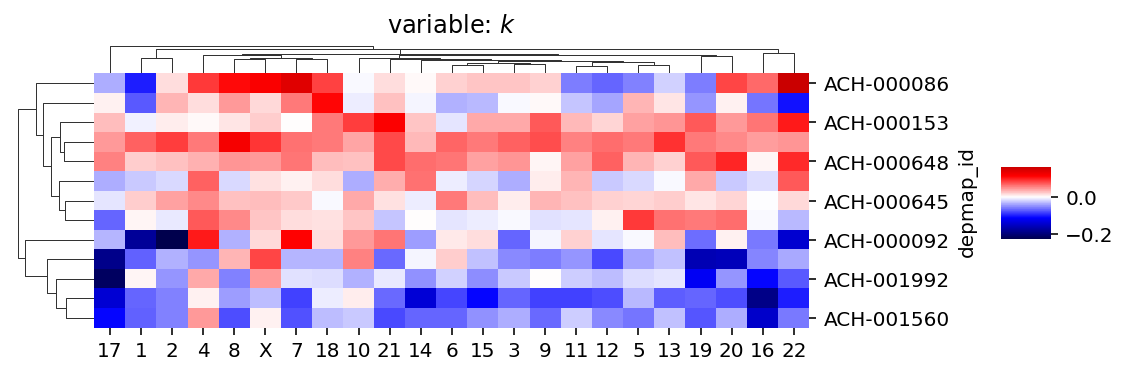 variable: k
ACH-000086
ACH-000153
ACH-000648
ACH-000645
ACH-000092
ACH-001992
ACH-001560
depmap_id
0.0
−0.2
17 1 2 4 8 X 7 18 10 21 14 6 15 3 9 11 12 5 13 19 20 16 22